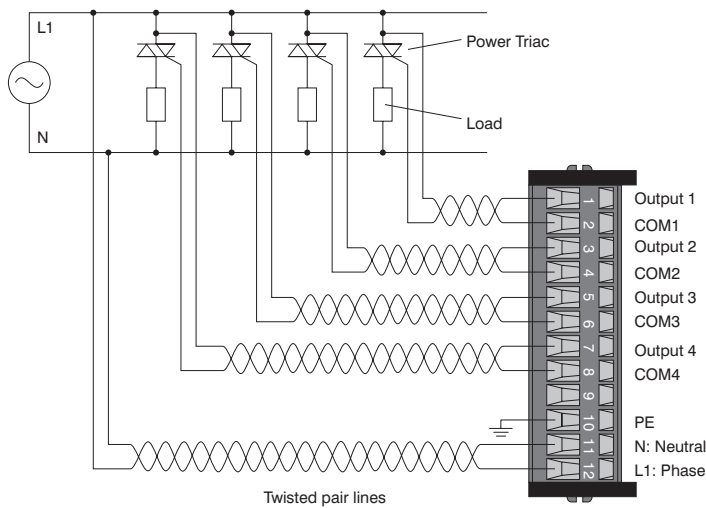 L1
Power Triac
Load
N
1 Output 1
2 COM1
3 Output 2
4 COM2
5 Output 3
6 COM3
7 Output 4
8 COM4
9
10 PE
11 N: Neutral
12 L1: Phase
Twisted pair lines